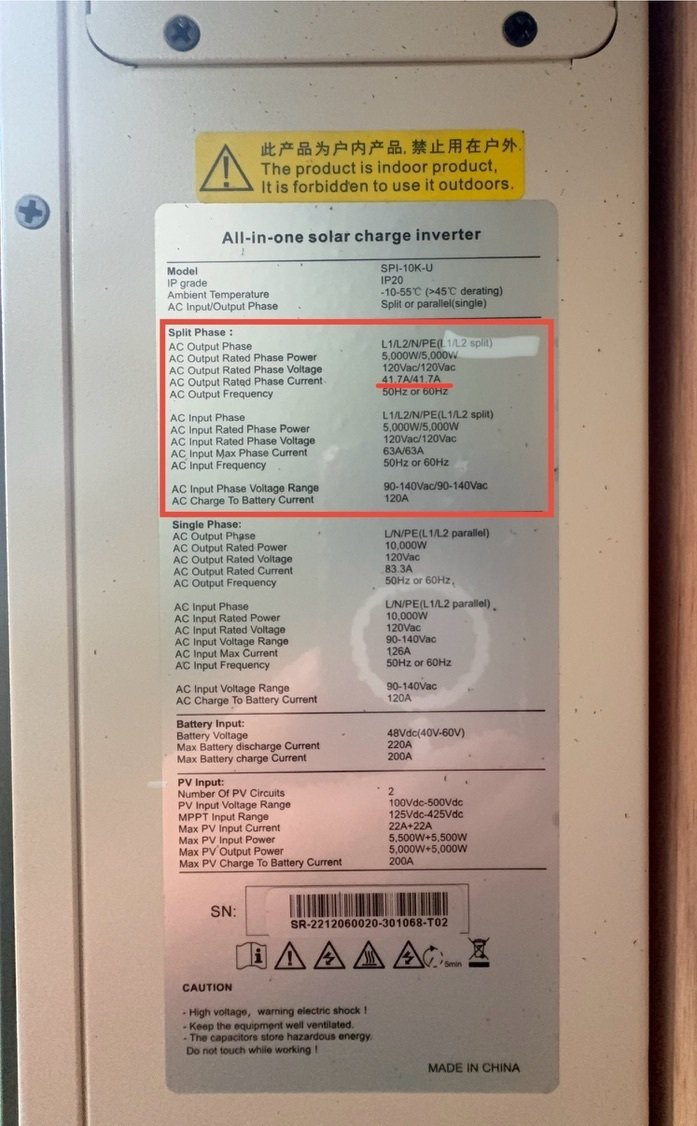 此产品为户内产品,禁止用在户外.
The product is indoor product,
It is forbidden to use it outdoors.
All-in-one solar charge inverter
Model SPI-10K-U
IP grade IP20
Ambient Temperature -10-55℃ (>45℃ derating)
AC Input/Output Phase Split or parallel(single)
Split Phase :
AC Output Phase L1/L2/N/PE(L1/L2 split)
AC Output Rated Phase Power 5,000W/5,000W
AC Output Rated Phase Voltage 120Vac/120Vac
AC Output Rated Phase Current 41.7A/41.7A
AC Output Frequency 50Hz or 60Hz
AC Input Phase L1/L2/N/PE(L1/L2 split)
AC Input Rated Phase Power 5,000W/5,000W
AC Input Rated Phase Voltage 120Vac/120Vac
AC Input Max Phase Current 63A/63A
AC Input Frequency 50Hz or 60Hz
AC Input Phase Voltage Range 90-140Vac/90-140Vac
AC Charge To Battery Current 120A
Single Phase:
AC Output Phase L/N/PE(L1/L2 parallel)
AC Output Rated Power 10,000W
AC Output Rated Voltage 120Vac
AC Output Rated Current 83.3A
AC Output Frequency 50Hz or 60Hz
AC Input Phase L/N/PE(L1/L2 parallel)
AC Input Rated Power 10,000W
AC Input Rated Voltage 120Vac
AC Input Voltage Range 90-140Vac
AC Input Max Current 126A
AC Input Frequency 50Hz or 60Hz
AC Input Voltage Range 90-140Vac
AC Charge To Battery Current 120A
Battery Input:
Battery Voltage 48Vdc(40V-60V)
Max Battery discharge Current 220A
Max Battery charge Current 200A
PV Input:
Number Of PV Circuits 2
PV Input Voltage Range 100Vdc-500Vdc
MPPT Input Range 125Vdc-425Vdc
Max PV Input Current 22A+22A
Max PV Input Power 5,500W+5,500W
Max PV Output Power 5,000W+5,000W
Max PV Charge To Battery Current 200A
SN:
SR-2212060020-301068-T02
5min
CAUTION
- High voltage, warning electric shock !
- Keep the equipment well ventilated.
- The capacitors store hazardous energy.
Do not touch while working !
MADE IN CHINA